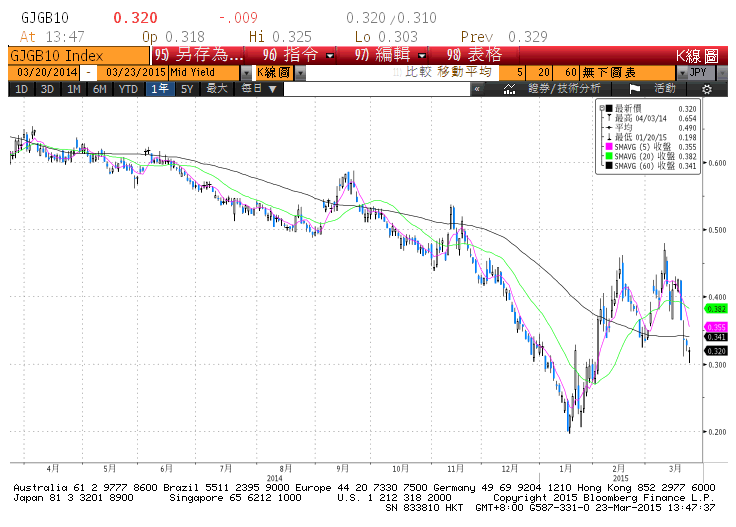 GJGB10 0.320 -.009 0.320 /0.310
At 13:47 Op 0.318 Hi 0.325 Lo 0.303 Prev 0.329
GJGB10 Index 95) 另存為... 96) 指令 97) 編輯 98) 表格 K線圖
03/20/2014 - 03/23/2015 Mid Yield K線圖 比較 移動平均 5 20 60 無下圖表 JPY
1D 3D 1M 6M YTD 1年 5Y 最大 每日 ▼ « 證券/技術分析 活動
最新價 0.320
最高 04/03/14 0.654
平均 0.490
最低 01/20/15 0.198
SMAVG (5) 收盤 0.355
SMAVG (20) 收盤 0.382
SMAVG (60) 收盤 0.341
0.600
0.500
0.400
0.382
0.355
0.341
0.320
0.300
0.200
4月 5月 6月 7月 8月 9月 10月 11月 12月 1月 2月 3月
2014 2015
Australia 61 2 9777 8600 Brazil 5511 2395 9000 Europe 44 20 7330 7500 Germany 49 69 9204 1210 Hong Kong 852 2977 6000
Japan 81 3 3201 8900 Singapore 65 6212 1000 U.S. 1 212 318 2000 Copyright 2015 Bloomberg Finance L.P.
SN 833810 HKT GMT+8:00 G587-331-0 23-Mar-2015 13:47:37